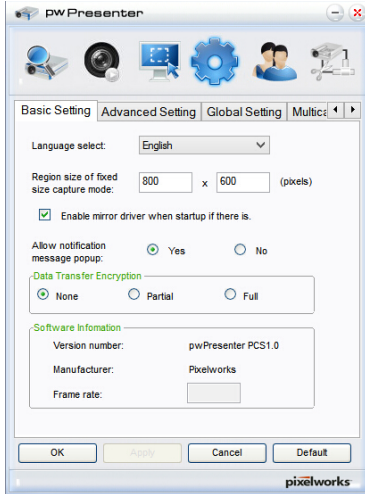 pwPresenter
Basic Setting Advanced Setting Global Setting Multica
Language select: English
Region size of fixed
size capture mode: 800 x 600 (pixels)
Enable mirror driver when startup if there is.
Allow notification
message popup: Yes No
Data Transfer Encryption
None Partial Full
Software Infomation
Version number: pwPresenter PCS1.0
Manufacturer: Pixelworks
Frame rate:
OK Apply Cancel Default
pixelworks